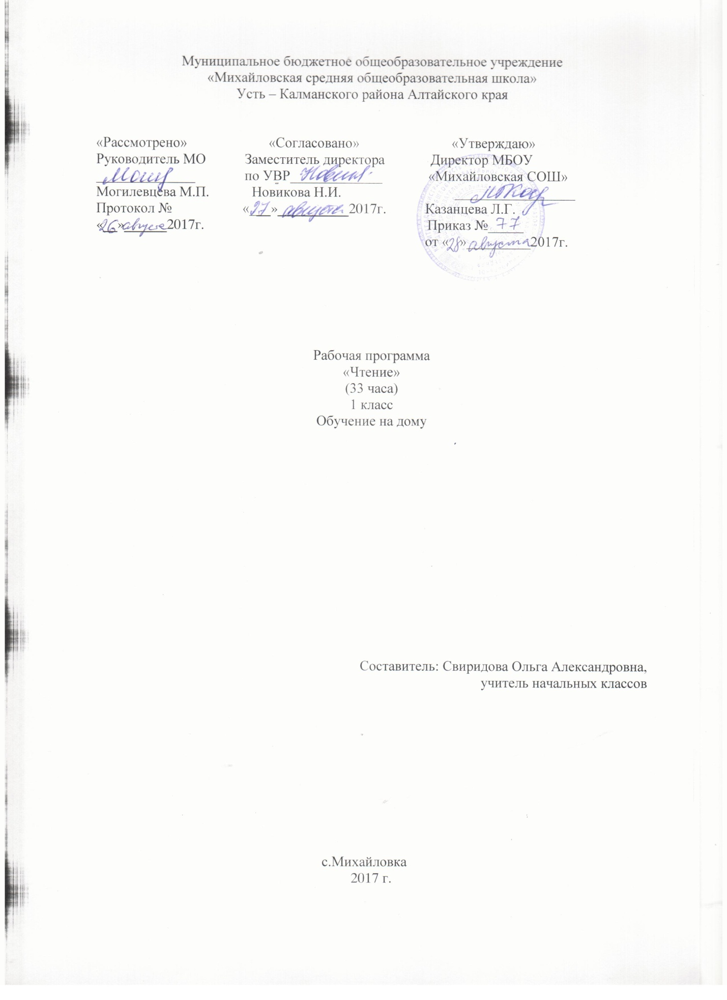 Муниципальное бюджетное общеобразовательное учреждение
«Михайловская средняя общеобразовательная школа»
Усть – Калманского района Алтайского края
«Рассмотрено»
Руководитель МО
Могилевцева М.П.
Протокол №
«26» августа 2017г.
«Согласовано»
Заместитель директора
по УВР
Новикова Н.И.
«27» августа 2017г.
«Утверждаю»
Директор МБОУ
«Михайловская СОШ»
Казанцева Л.Г.
Приказ № 77
от «28» августа 2017г.
Рабочая программа
«Чтение»
(33 часа)
1 класс
Обучение на дому
Составитель: Свиридова Ольга Александровна,
учитель начальных классов
с.Михайловка
2017 г.